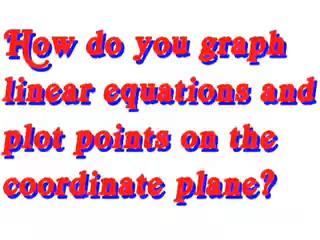 How do you graph
linear equations and
plot points on the
coordinate plane?